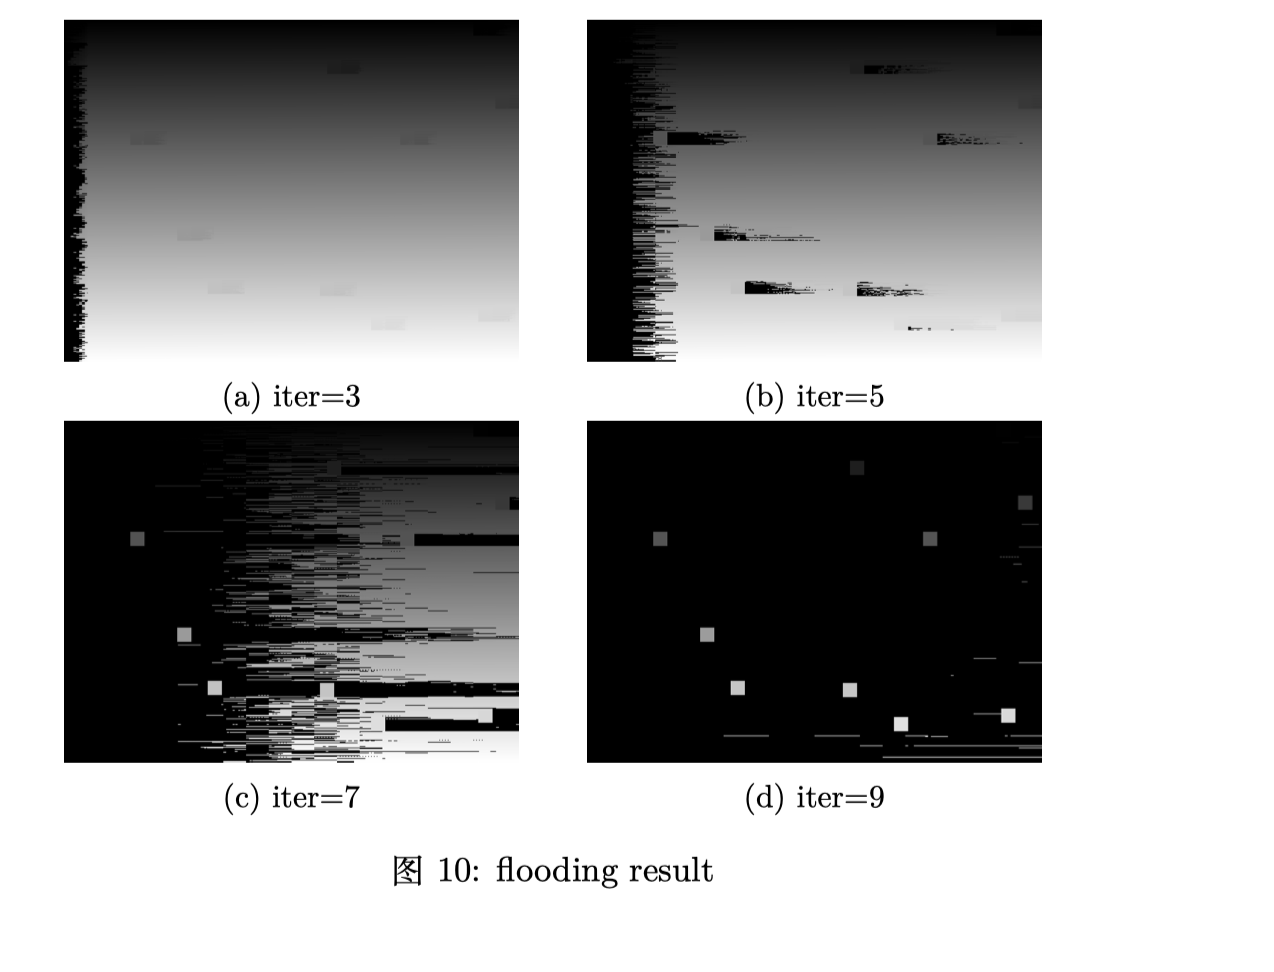 (a) iter=3
(b) iter=5
(c) iter=7
(d) iter=9
图 10: flooding result